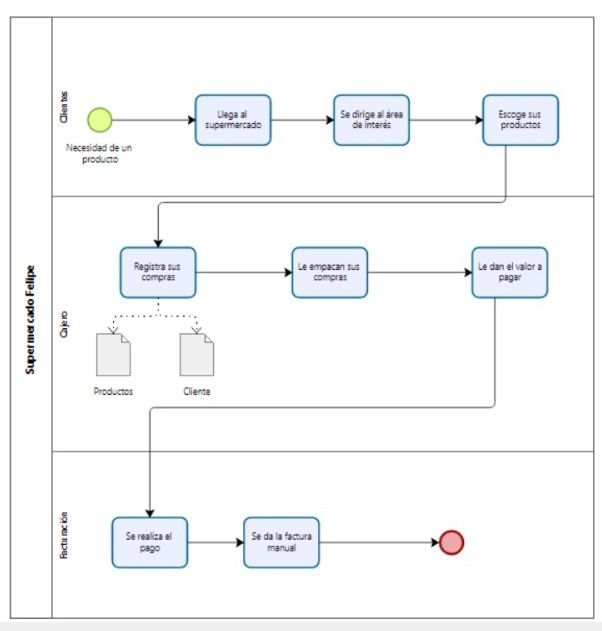 Supermercado Felipe
Clientes
Necesidad de un
producto
Llega al
supermercado
Se dirige al área
de interés
Escoge sus
productos
Cajero
Registra sus
compras
Le empacan sus
compras
Le dan el valor a
pagar
Productos
Cliente
Facturación
Se realiza el
pago
Se da la factura
manual